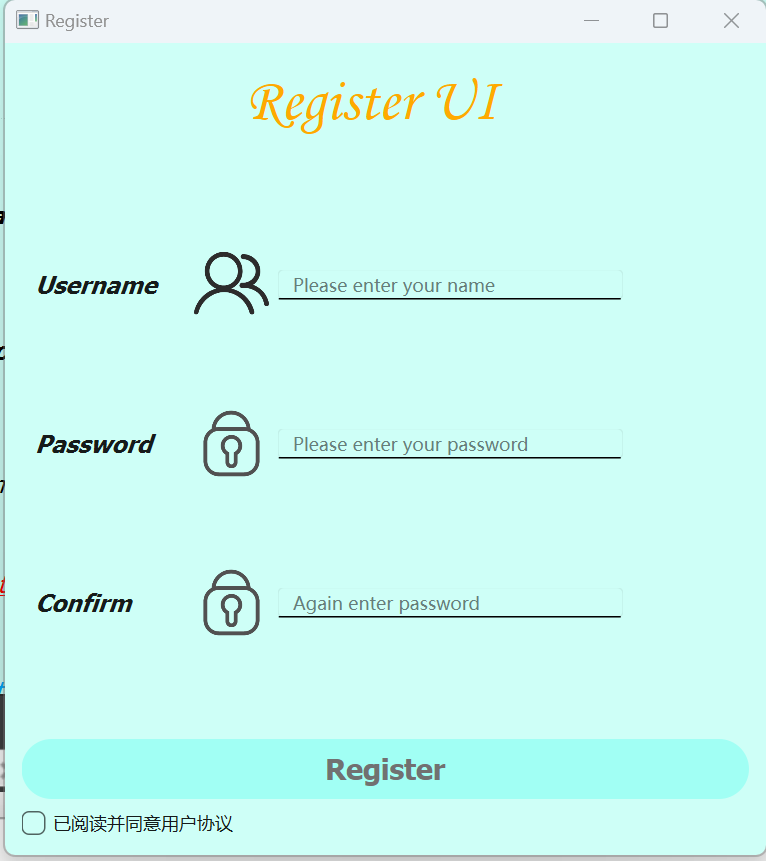 Register
Register UI
Username Please enter your name
Password Please enter your password
Confirm Again enter password
Register
已阅读并同意用户协议